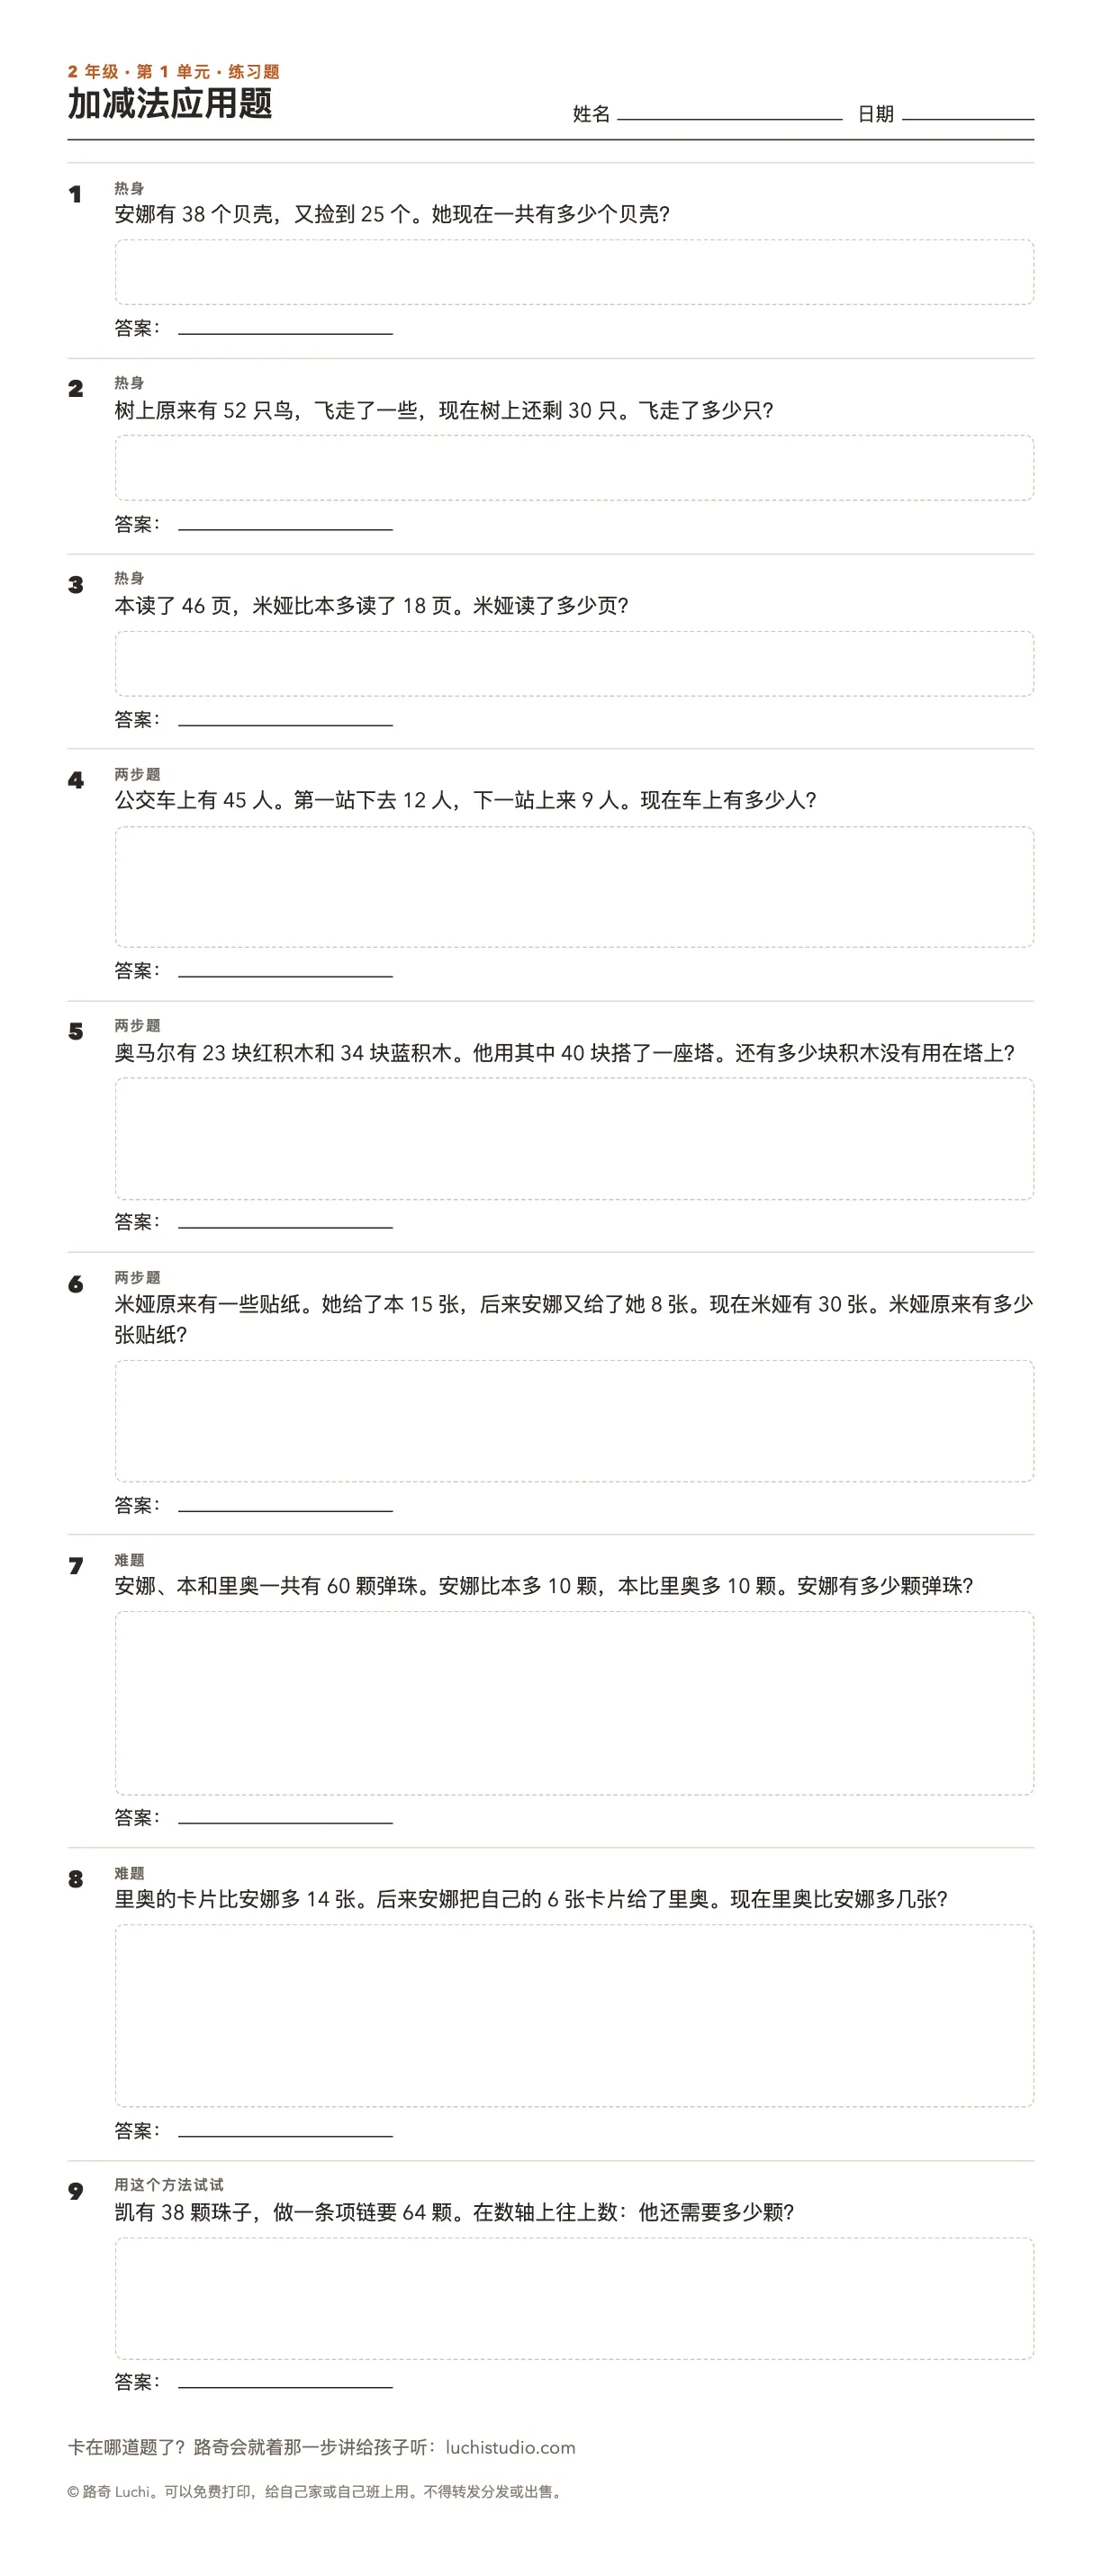 2 年级 · 第 1 单元 · 练习题
加减法应用题
姓名
日期
1
热身
安娜有 38 个贝壳，又捡到 25 个。她现在一共有多少个贝壳？
答案：
2
热身
树上原来有 52 只鸟，飞走了一些，现在树上还剩 30 只。飞走了多少只？
答案：
3
热身
本读了 46 页，米娅比本多读了 18 页。米娅读了多少页？
答案：
4
两步题
公交车上有 45 人。第一站下去 12 人，下一站上来 9 人。现在车上有多少人？
答案：
5
两步题
奥马尔有 23 块红积木和 34 块蓝积木。他用其中 40 块搭了一座塔。还有多少块积木没有用在塔上？
答案：
6
两步题
米娅原来有一些贴纸。她给了本 15 张，后来安娜又给了她 8 张。现在米娅有 30 张。米娅原来有多少
张贴纸？
答案：
7
难题
安娜、本和里奥一共有 60 颗弹珠。安娜比本多 10 颗，本比里奥多 10 颗。安娜有多少颗弹珠？
答案：
8
难题
里奥的卡片比安娜多 14 张。后来安娜把自己的 6 张卡片给了里奥。现在里奥比安娜多几张？
答案：
9
用这个方法试试
凯有 38 颗珠子，做一条项链要 64 颗。在数轴上往上数：他还需要多少颗？
答案：
卡在哪道题了？路奇会就着那一步讲给孩子听：luchistudio.com
© 路奇 Luchi。可以免费打印，给自己家或自己班上用。不得转发分发或出售。